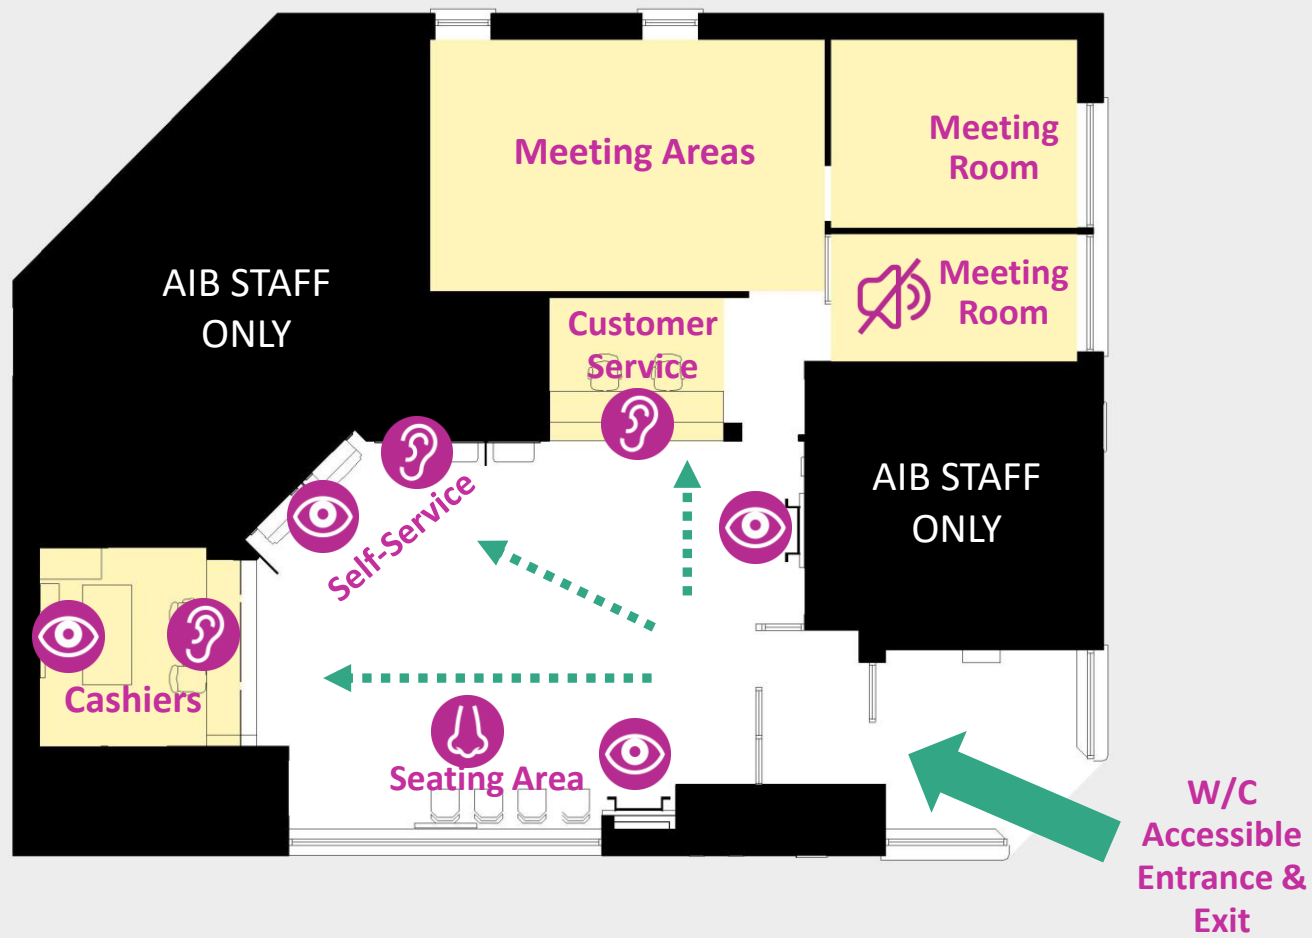 Meeting Areas
Meeting
Room
Meeting
Room
AIB STAFF
ONLY
Customer
Service
AIB STAFF
ONLY
Self-Service
Cashiers
Seating Area
W/C
Accessible
Entrance &
Exit